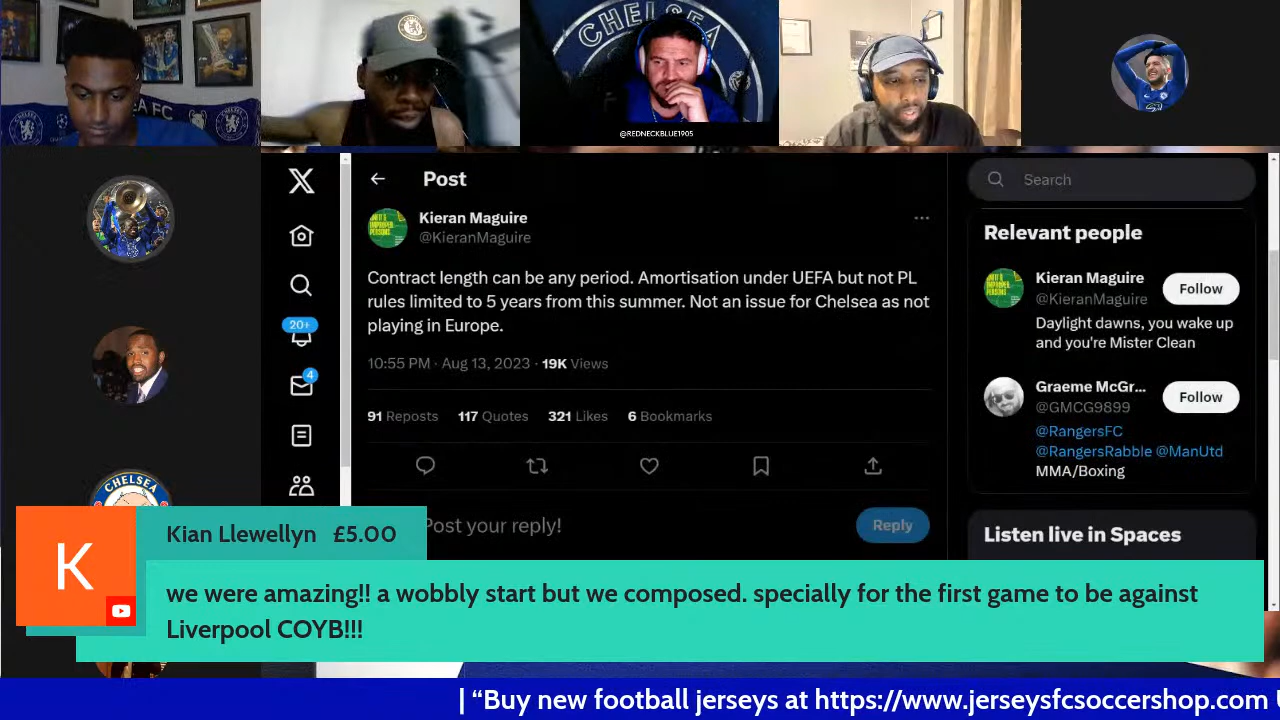 CHELSEA
EA FC
@REDNECKBLUE1905
Post
Search
Kieran Maguire
@KieranMaguire
Contract length can be any period. Amortisation under UEFA but not PL
rules limited to 5 years from this summer. Not an issue for Chelsea as not
playing in Europe.
10:55 PM · Aug 13, 2023 · 19K Views
91 Reposts 117 Quotes 321 Likes 6 Bookmarks
Post your reply!
Reply
20+
4
Relevant people
Kieran Maguire
@KieranMaguire
Follow
Daylight dawns, you wake up
and you're Mister Clean
Graeme McGr...
@GMCG9899
Follow
@RangersFC
@RangersRabble @ManUtd
MMA/Boxing
Listen live in Spaces
CHELSEA
K
Kian Llewellyn £5.00
we were amazing!! a wobbly start but we composed. specially for the first game to be against
Liverpool COYB!!!
| “Buy new football jerseys at https://www.jerseysfcsoccershop.com